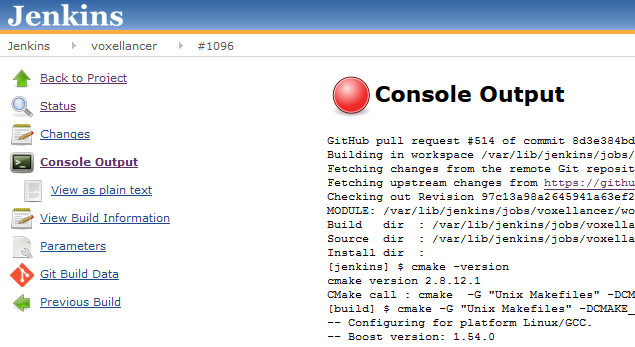 Jenkins
Jenkins voxellancer #1096
Back to Project
Status
Changes
Console Output
View as plain text
View Build Information
Parameters
Git Build Data
Previous Build
Console Output
GitHub pull request #514 of commit 8d3e384bd
Building in workspace /var/lib/jenkins/jobs/
Fetching changes from the remote Git reposit
Fetching upstream changes from https://githu
Checking out Revision 97c13a98a2645941a63ef2
MODULE: /var/lib/jenkins/jobs/voxellancer/wo
Build dir : /var/lib/jenkins/jobs/voxella
Source dir : /var/lib/jenkins/jobs/voxella
Install dir :
[jenkins] $ cmake -version
cmake version 2.8.12.1
CMake call : cmake -G "Unix Makefiles" -DCM
[build] $ cmake -G "Unix Makefiles" -DCMAKE_
-- Configuring for platform Linux/GCC.
-- Boost version: 1.54.0